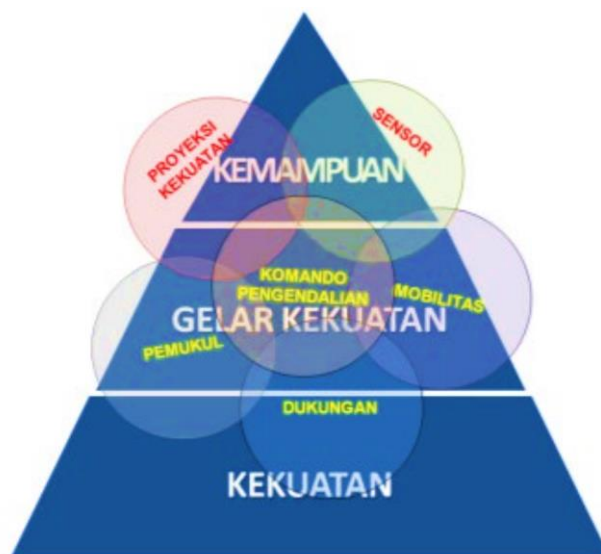 PROYEKSI
KEKUATAN
SENSOR
KEMAMPUAN
KOMANDO
PENGENDALIAN
MOBILITAS
GELAR KEKUATAN
PEMUKUL
DUKUNGAN
KEKUATAN